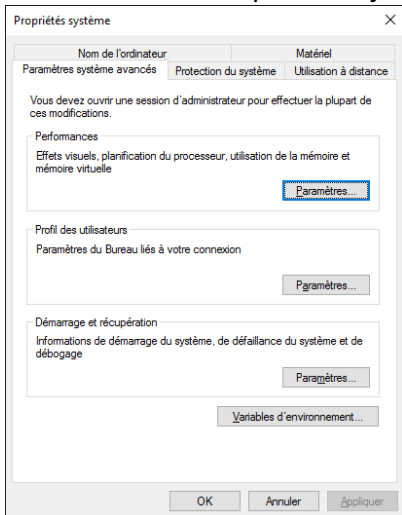 Propriétés système
Nom de l'ordinateur
Matériel
Paramètres système avancés
Protection du système
Utilisation à distance
Vous devez ouvrir une session d'administrateur pour effectuer la plupart de
ces modifications.
Performances
Effets visuels, planification du processeur, utilisation de la mémoire et
mémoire virtuelle
Paramètres...
Profil des utilisateurs
Paramètres du Bureau liés à votre connexion
Paramètres...
Démarrage et récupération
Informations de démarrage du système, de défaillance du système et de
débogage
Paramètres...
Variables d'environnement...
OK
Annuler
Appliquer